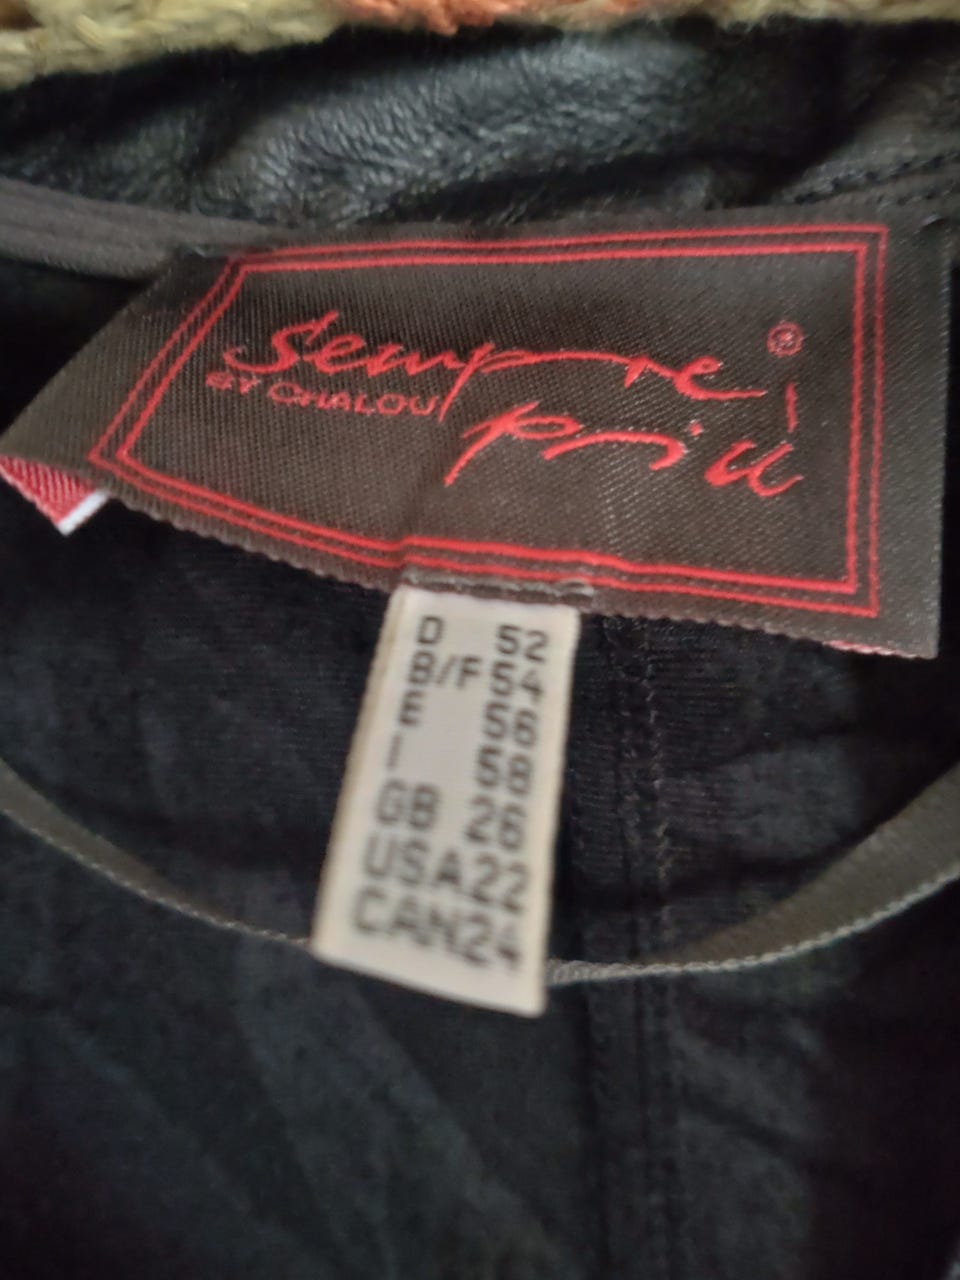 Sempre ®
BY CHALOU
più
D 52
B/F 54
E 56
I 58
GB 26
USA 22
CAN 24